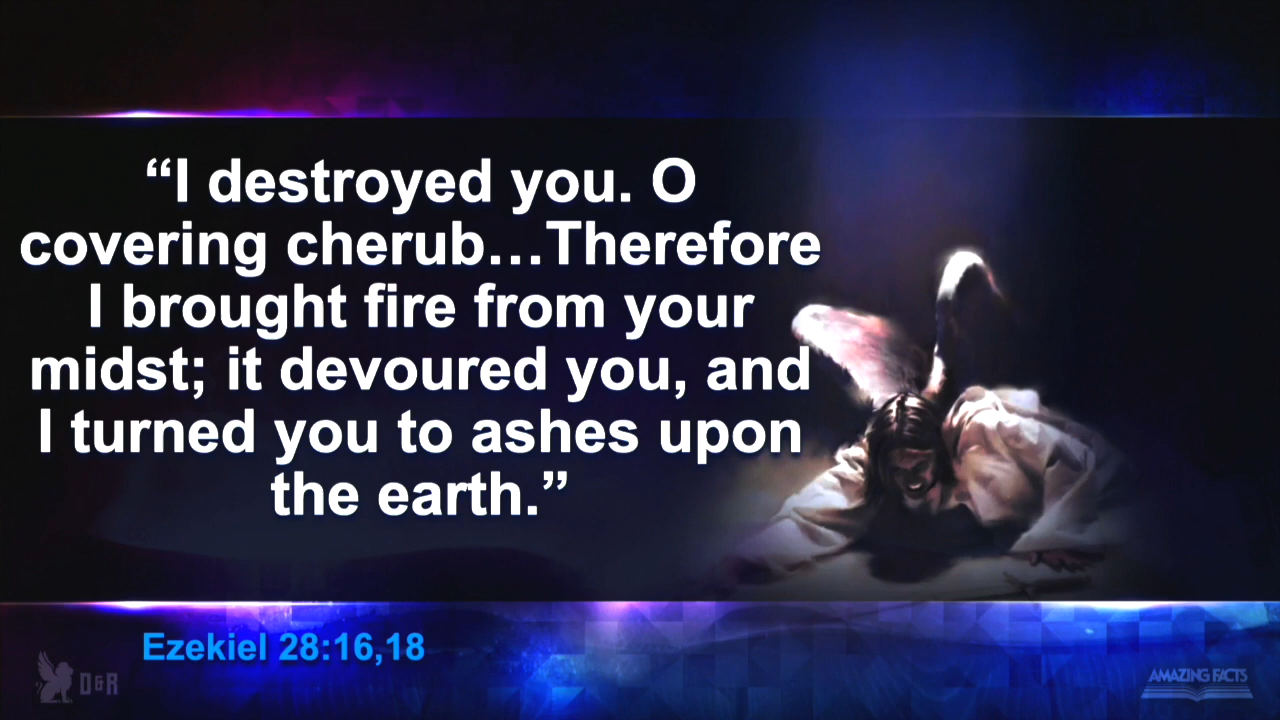 “I destroyed you. O
covering cherub…Therefore
I brought fire from your
midst; it devoured you, and
I turned you to ashes upon
the earth.”
Ezekiel 28:16,18
D&R
AMAZING FACTS